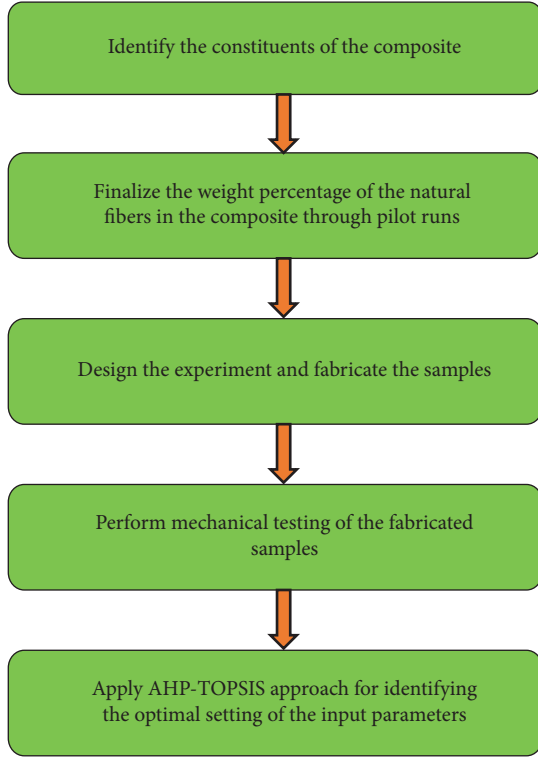 Identify the constituents of the composite
Finalize the weight percentage of the natural
fibers in the composite through pilot runs
Design the experiment and fabricate the samples
Perform mechanical testing of the fabricated
samples
Apply AHP-TOPSIS approach for identifying
the optimal setting of the input parameters